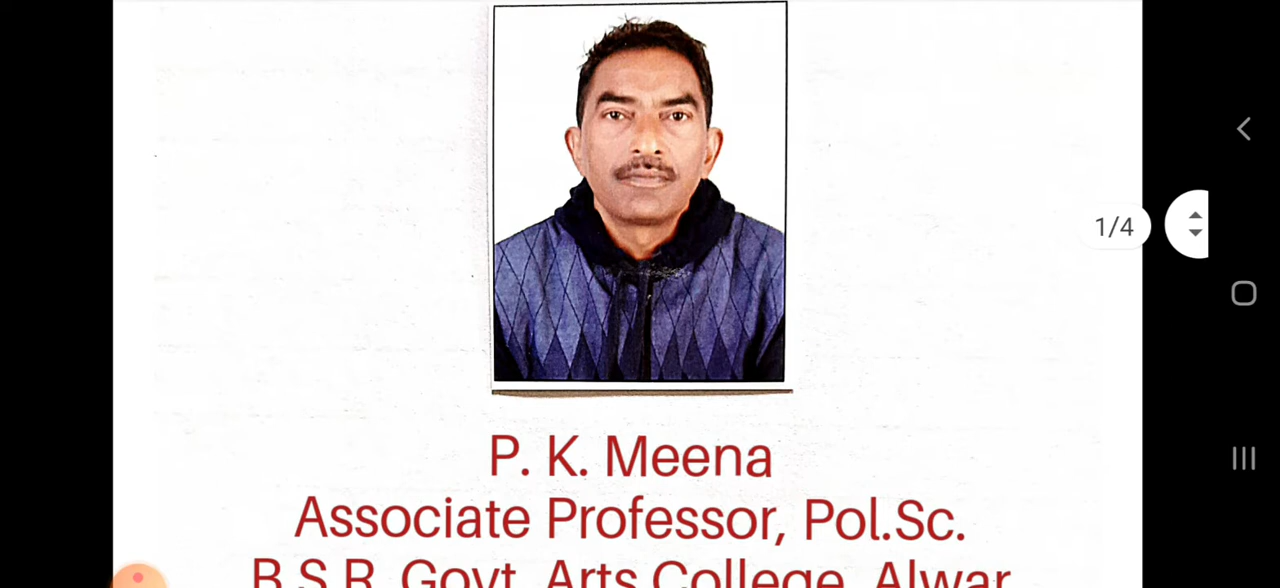 1/4
P. K. Meena
Associate Professor, Pol.Sc.
B.S.R. Govt. Arts College, Alwar